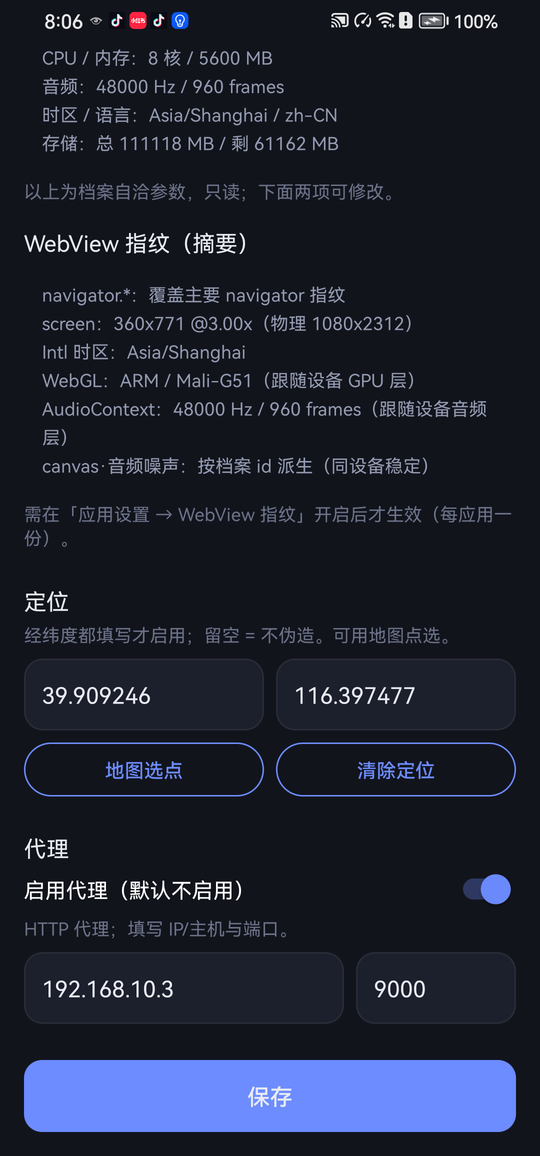 8:06
小红书
100%
CPU / 内存：8 核 / 5600 MB
音频：48000 Hz / 960 frames
时区 / 语言：Asia/Shanghai / zh-CN
存储：总 111118 MB / 剩 61162 MB
以上为档案自洽参数，只读；下面两项可修改。
WebView 指纹（摘要）
navigator.*：覆盖主要 navigator 指纹
screen：360x771 @3.00x（物理 1080x2312）
Intl 时区：Asia/Shanghai
WebGL：ARM / Mali-G51（跟随设备 GPU 层）
AudioContext：48000 Hz / 960 frames（跟随设备音频
层）
canvas·音频噪声：按档案 id 派生（同设备稳定）
需在「应用设置 → WebView 指纹」开启后才生效（每应用一
份）。
定位
经纬度都填写才启用；留空 = 不伪造。可用地图点选。
39.909246
116.397477
地图选点
清除定位
代理
启用代理（默认不启用）
HTTP 代理；填写 IP/主机与端口。
192.168.10.3
9000
保存